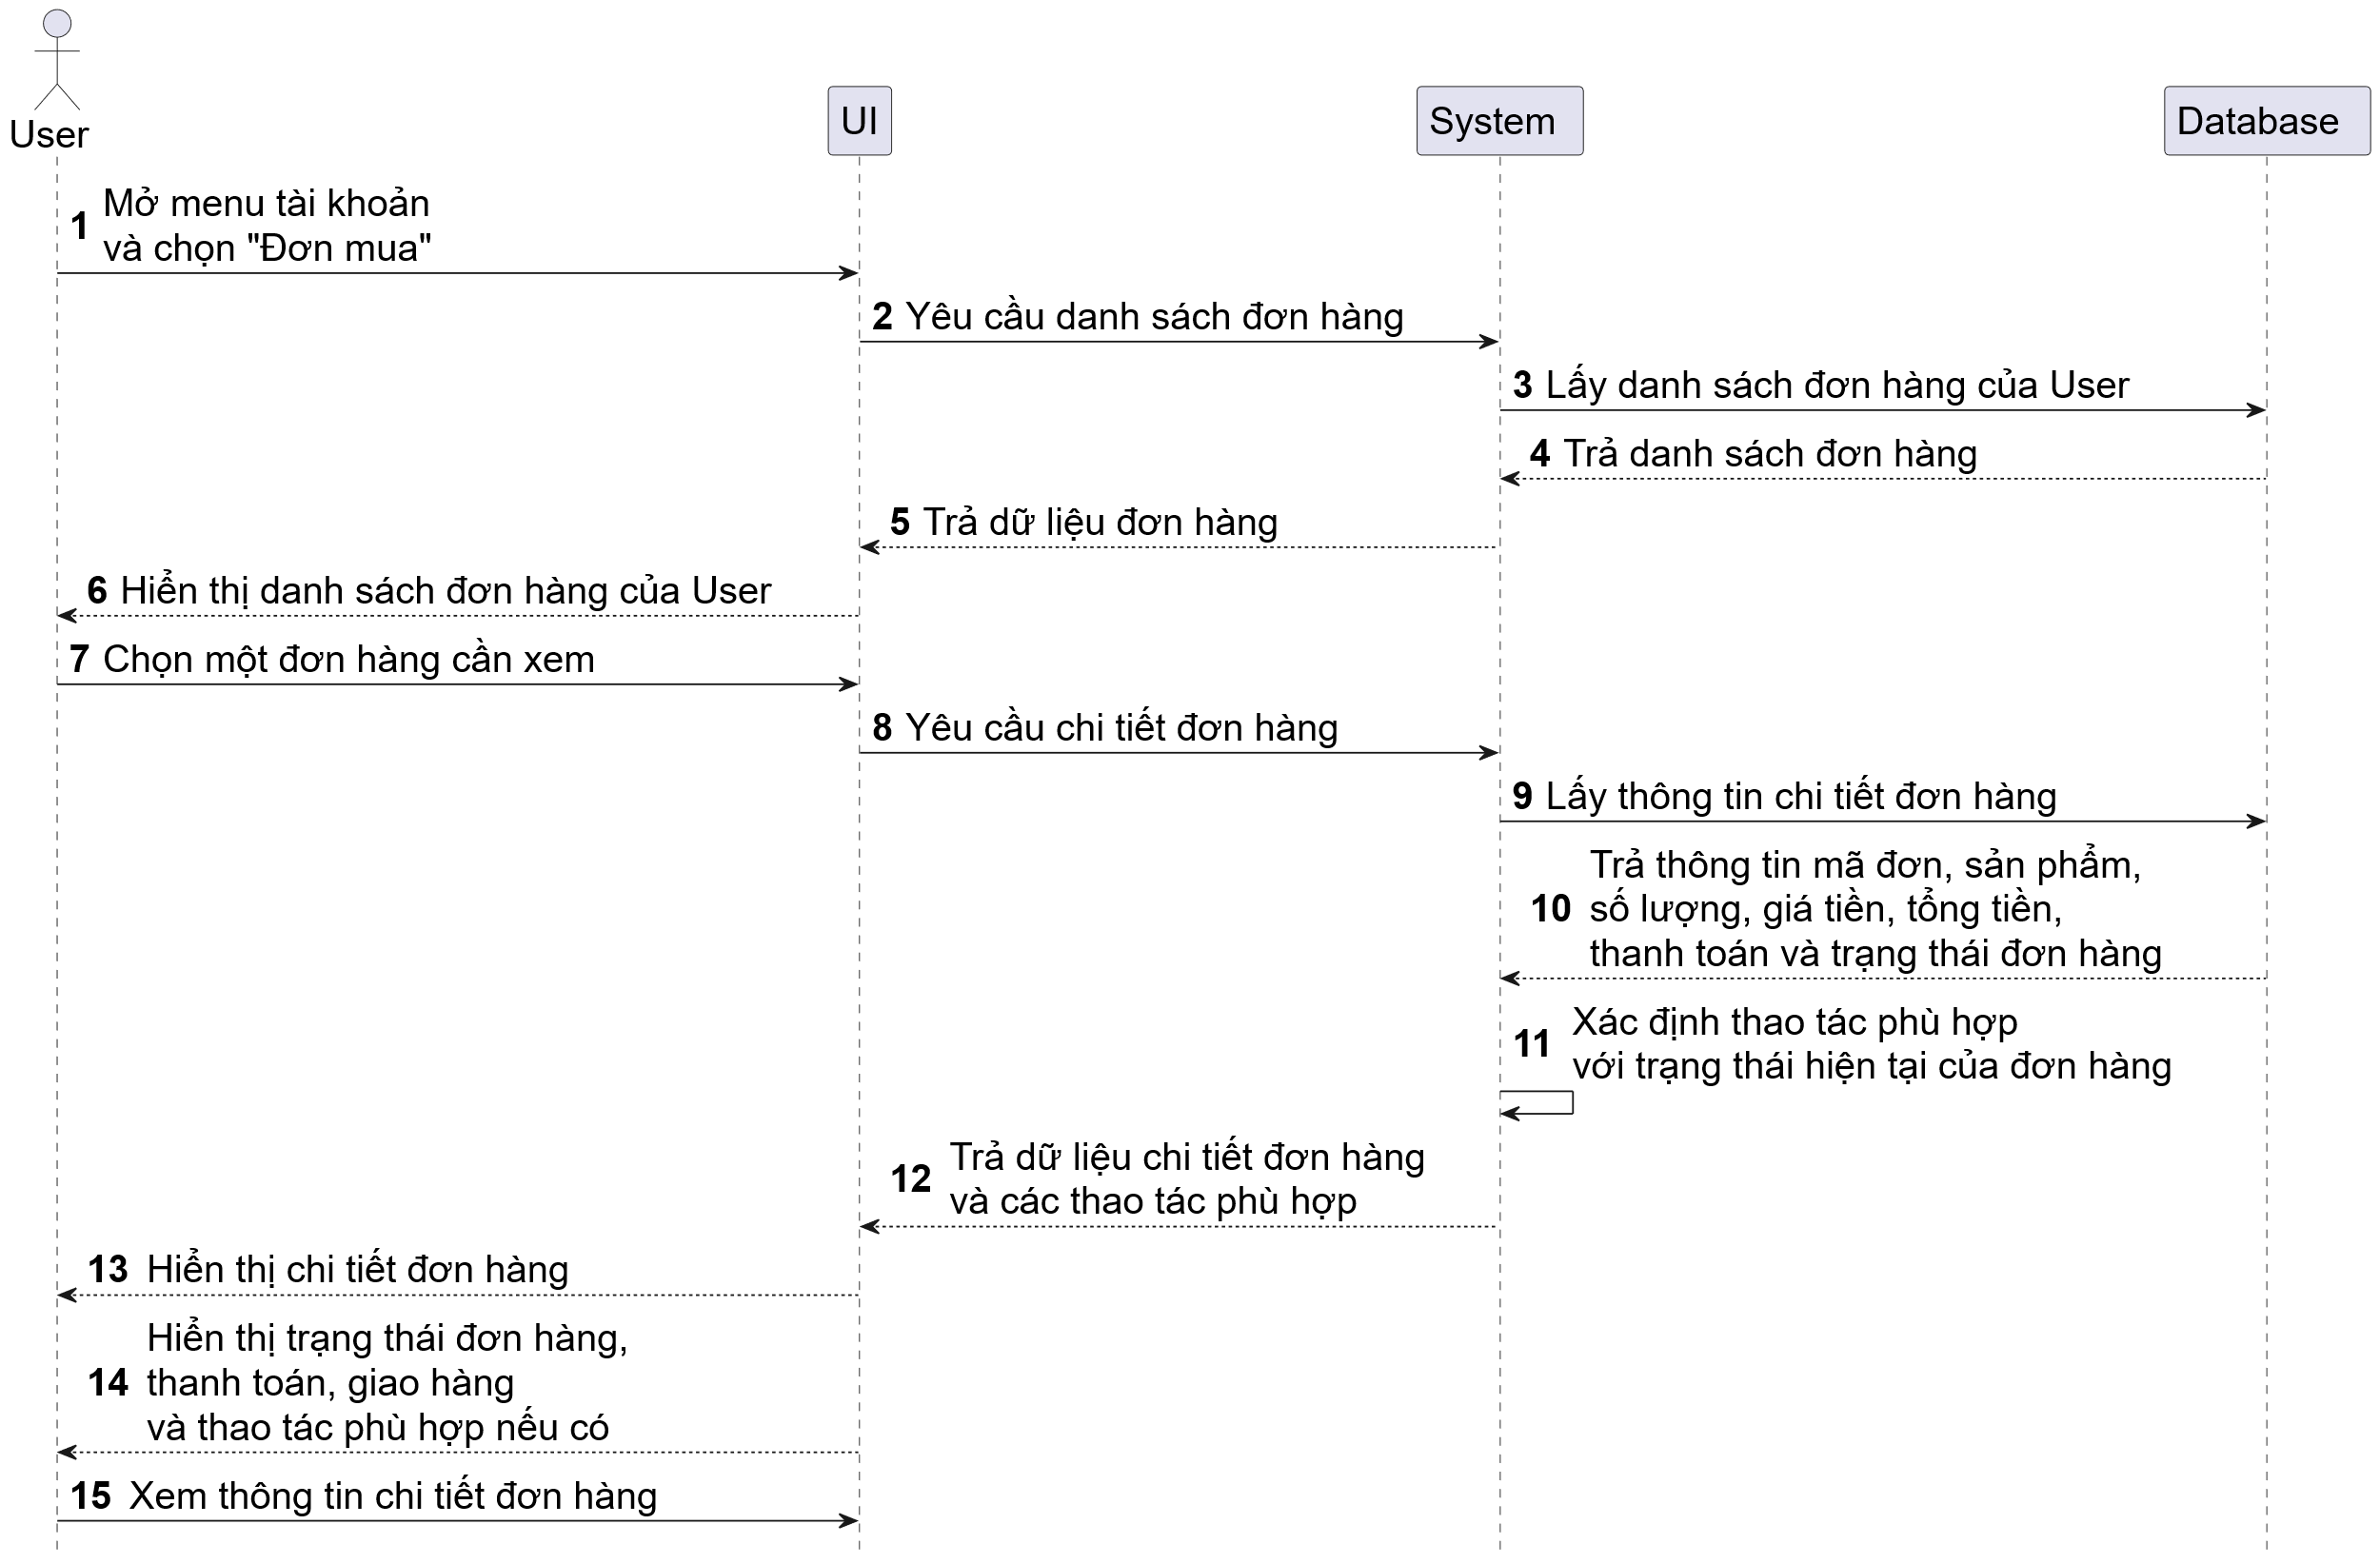 User
UI
System
Database
1 Mở menu tài khoản
và chọn "Đơn mua"
2 Yêu cầu danh sách đơn hàng
3 Lấy danh sách đơn hàng của User
4 Trả danh sách đơn hàng
5 Trả dữ liệu đơn hàng
6 Hiển thị danh sách đơn hàng của User
7 Chọn một đơn hàng cần xem
8 Yêu cầu chi tiết đơn hàng
9 Lấy thông tin chi tiết đơn hàng
10 Trả thông tin mã đơn, sản phẩm,
số lượng, giá tiền, tổng tiền,
thanh toán và trạng thái đơn hàng
11 Xác định thao tác phù hợp
với trạng thái hiện tại của đơn hàng
12 Trả dữ liệu chi tiết đơn hàng
và các thao tác phù hợp
13 Hiển thị chi tiết đơn hàng
14 Hiển thị trạng thái đơn hàng,
thanh toán, giao hàng
và thao tác phù hợp nếu có
15 Xem thông tin chi tiết đơn hàng